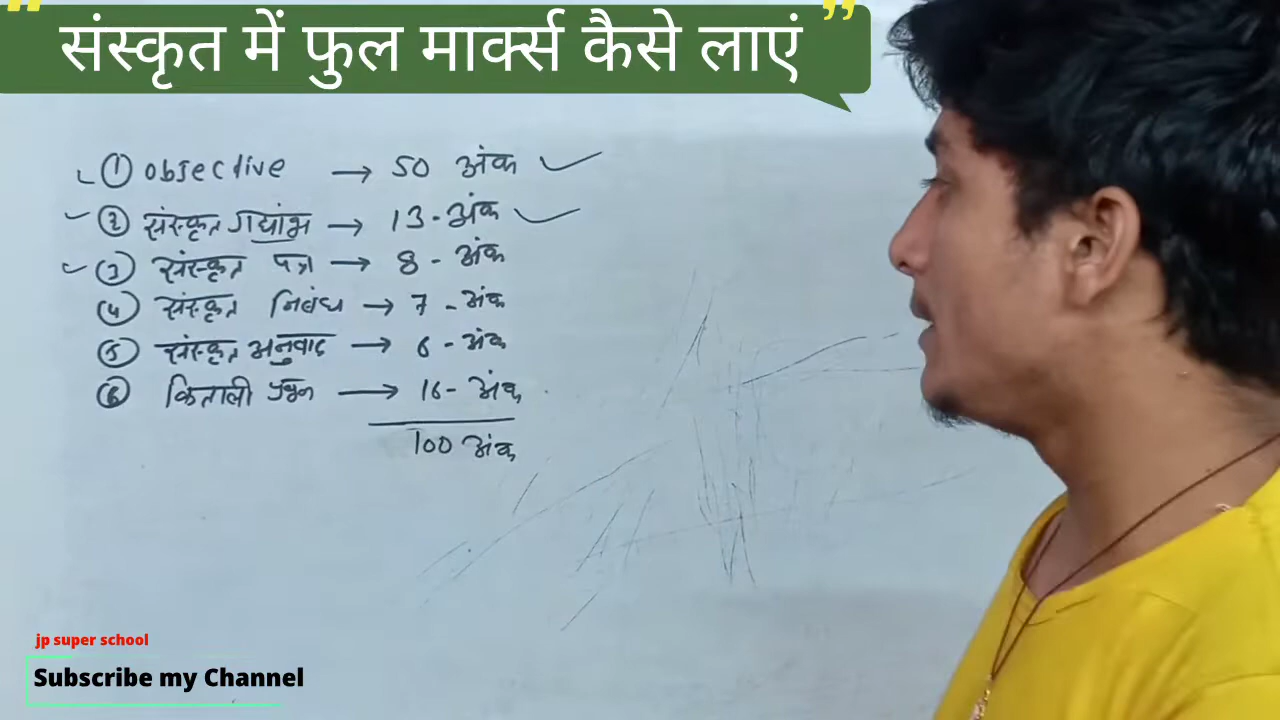 " संस्कृत में फुल मार्क्स कैसे लाएं "
① objective → 50 अंक
② संस्कृत गद्यांश → 13 - अंक
③ संस्कृत पत्र → 8 - अंक
④ संस्कृत निबंध → 7 - अंक
⑤ संस्कृत अनुवाद → 6 - अंक
⑥ किताबी प्रश्न → 16 - अंक
100 अंक
jp super school
Subscribe my Channel